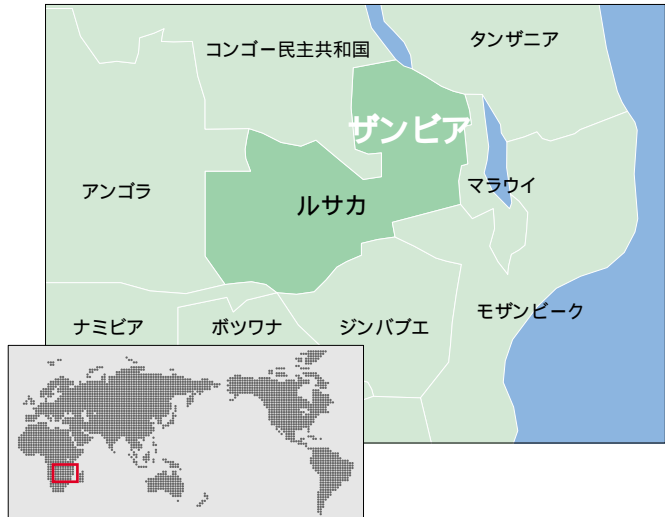 タンザニア
コンゴー民主共和国
ザンビア
アンゴラ
マラウイ
ルサカ
モザンビーク
ナミビア
ボツワナ
ジンバブエ